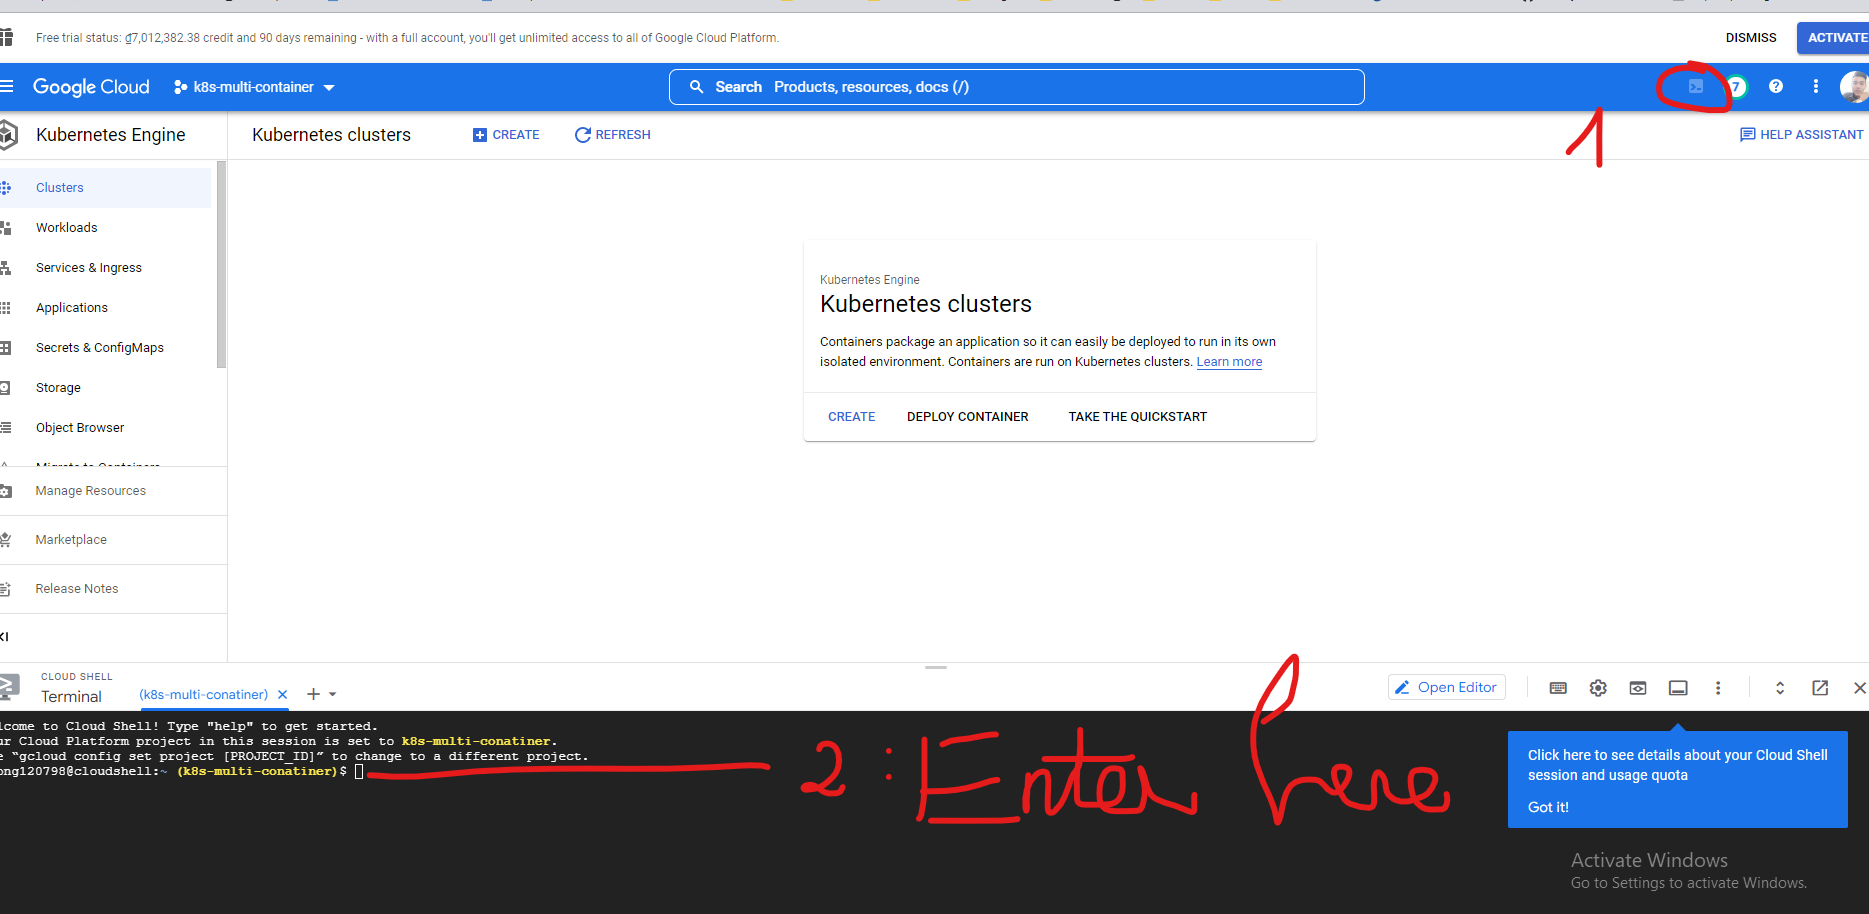 Free trial status: ₫7,012,382.38 credit and 90 days remaining - with a full account, you'll get unlimited access to all of Google Cloud Platform.
DISMISS
ACTIVATE
Google Cloud
k8s-multi-container
Search Products, resources, docs (/)
7
1
Kubernetes Engine
Kubernetes clusters
CREATE
REFRESH
HELP ASSISTANT
Clusters
Workloads
Services & Ingress
Applications
Secrets & ConfigMaps
Storage
Object Browser
Migrate to Containers
Manage Resources
Marketplace
Release Notes
Kubernetes Engine
Kubernetes clusters
Containers package an application so it can easily be deployed to run in its own
isolated environment. Containers are run on Kubernetes clusters. Learn more
CREATE DEPLOY CONTAINER TAKE THE QUICKSTART
CLOUD SHELL
Terminal
(k8s-multi-conatiner)
Open Editor
lcome to Cloud Shell! Type "help" to get started.
ur Cloud Platform project in this session is set to k8s-multi-conatiner.
e “gcloud config set project [PROJECT_ID]” to change to a different project.
ong120798@cloudshell:~ (k8s-multi-conatiner)$
2 : Enter here
Click here to see details about your Cloud Shell
session and usage quota
Got it!
Activate Windows
Go to Settings to activate Windows.